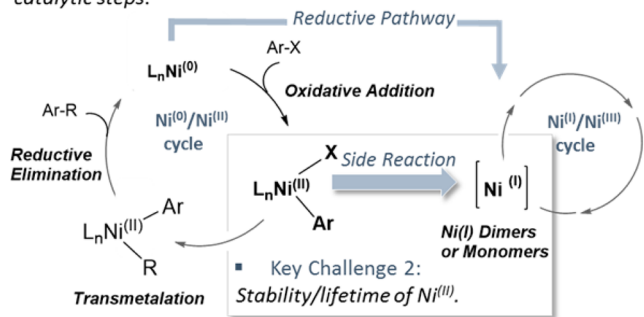 catalytic steps:
Reductive Pathway
Ar-X
LₙNi⁽⁰⁾
Oxidative Addition
Ar-R
Ni⁽⁰⁾/Ni⁽ᴵᴵ⁾
cycle
Ni⁽ᴵ⁾/Ni⁽ᴵᴵᴵ⁾
cycle
Reductive
Elimination
X
Side Reaction
LₙNi⁽ᴵᴵ⁾
Ar
[Ni ⁽ᴵ⁾]
LₙNi⁽ᴵᴵ⁾
Ar
R
Ni(I) Dimers
or Monomers
Transmetalation
▪ Key Challenge 2:
Stability/lifetime of Ni⁽ᴵᴵ⁾.